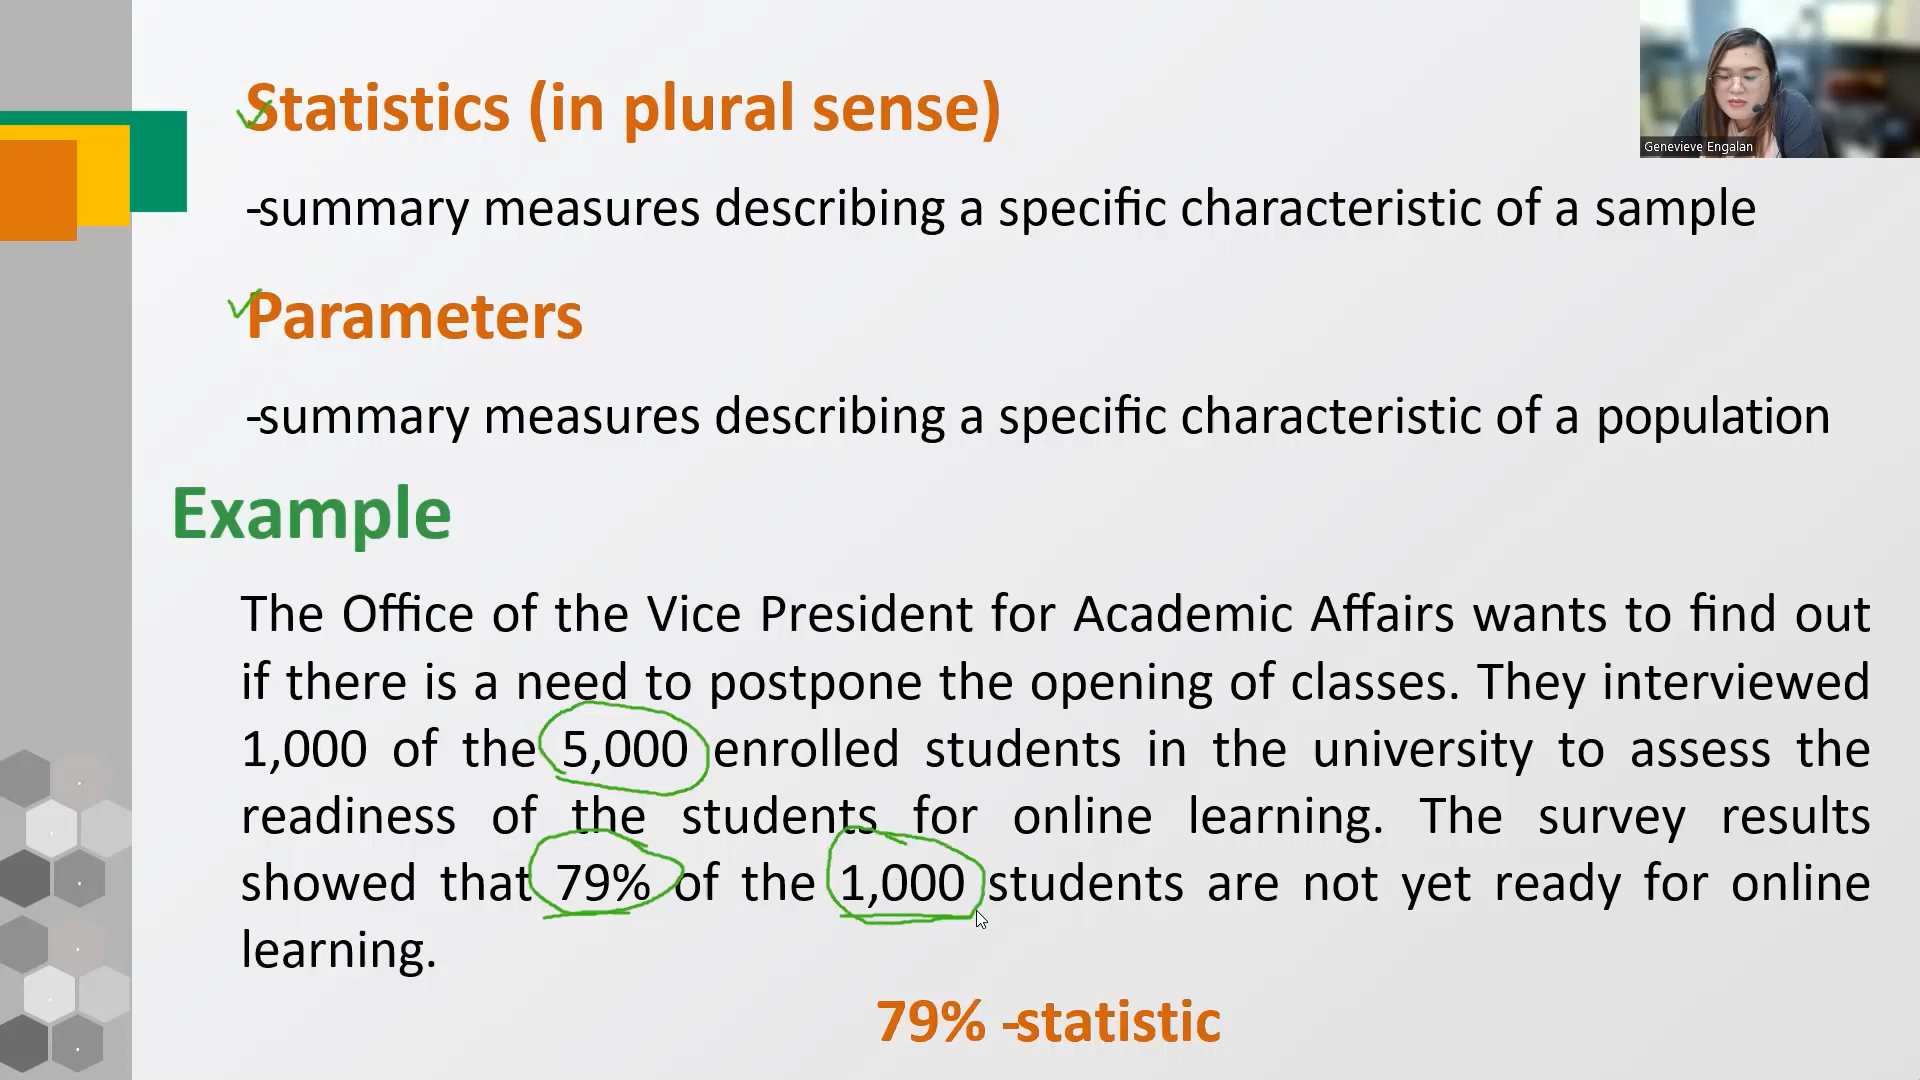 Statistics (in plural sense)
Genevieve Engalan
-summary measures describing a specific characteristic of a sample
Parameters
-summary measures describing a specific characteristic of a population
Example
The Office of the Vice President for Academic Affairs wants to find out
if there is a need to postpone the opening of classes. They interviewed
1,000 of the 5,000 enrolled students in the university to assess the
readiness of the students for online learning. The survey results
showed that 79% of the 1,000 students are not yet ready for online
learning.
79% -statistic